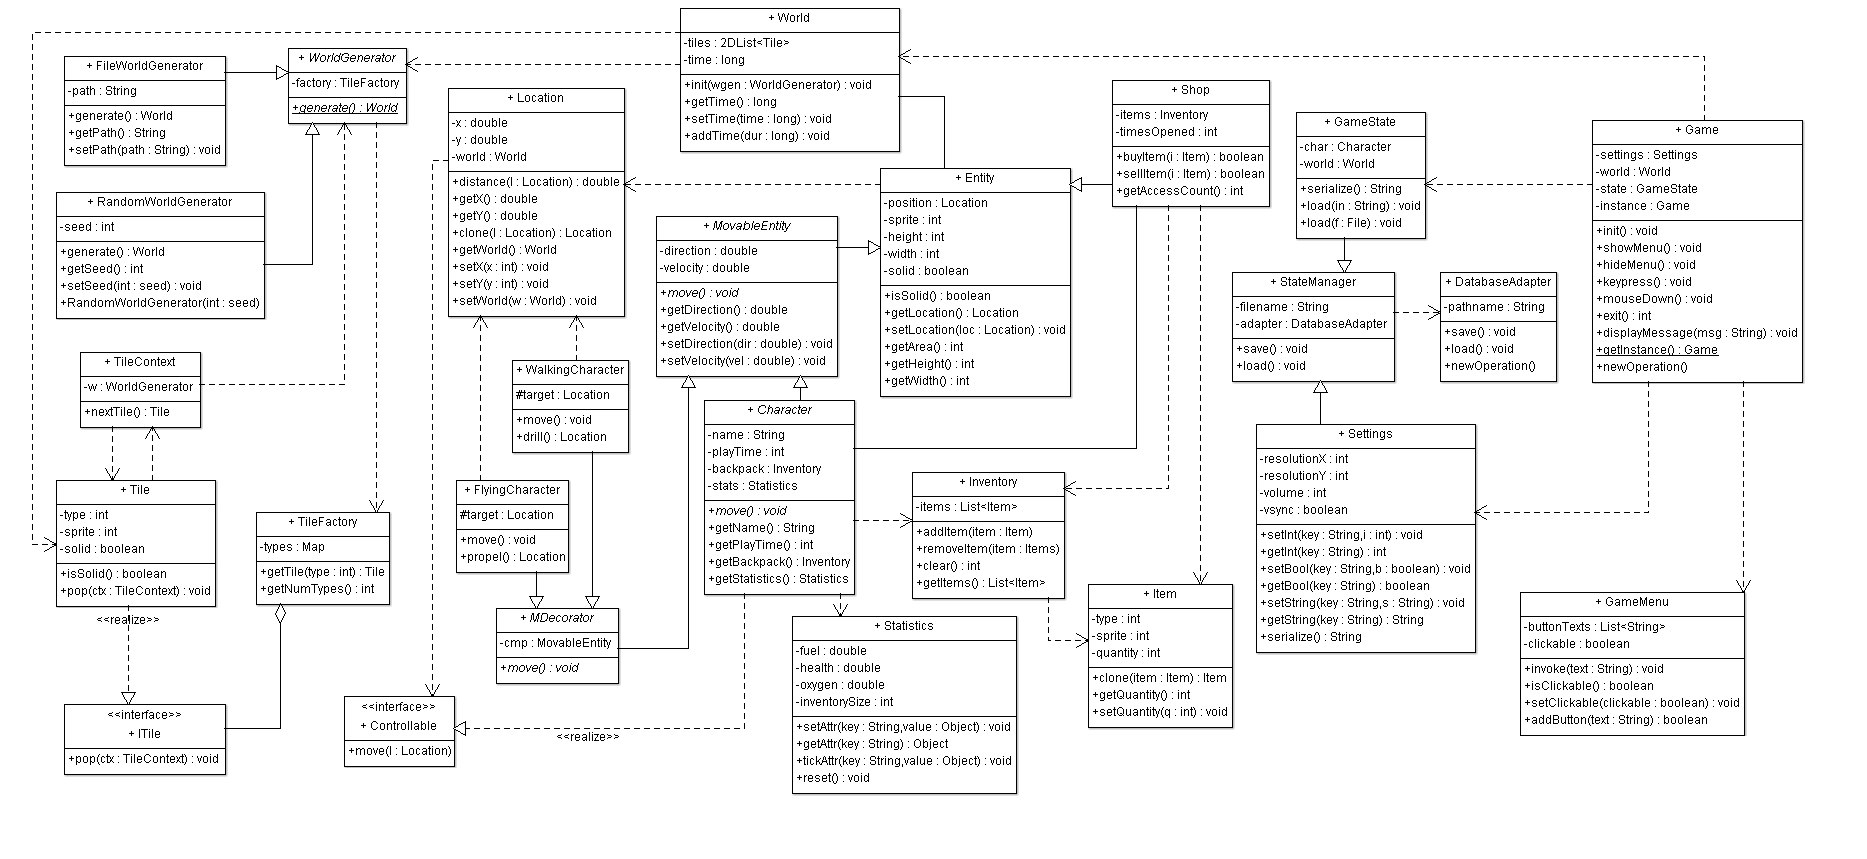 + World
-tiles : 2DList<Tile>
-time : long
+init(wgen : WorldGenerator) : void
+getTime() : long
+setTime(time : long) : void
+addTime(dur : long) : void
+ FileWorldGenerator
-path : String
+generate() : World
+getPath() : String
+setPath(path : String) : void
+ WorldGenerator
-factory : TileFactory
+generate() : World
+ Location
-x : double
-y : double
-world : World
+distance(l : Location) : double
+getX() : double
+getY() : double
+clone(l : Location) : Location
+getWorld() : World
+setX(x : int) : void
+setY(y : int) : void
+setWorld(w : World) : void
+ Shop
-items : Inventory
-timesOpened : int
+buyItem(i : Item) : boolean
+sellItem(i : Item) : boolean
+getAccessCount() : int
+ GameState
-char : Character
-world : World
+serialize() : String
+load(in : String) : void
+load(f : File) : void
+ Game
-settings : Settings
-world : World
-state : GameState
-instance : Game
+init() : void
+showMenu() : void
+hideMenu() : void
+keypress() : void
+mouseDown() : void
+exit() : int
+displayMessage(msg : String) : void
+getInstance() : Game
+newOperation()
+ Entity
-position : Location
-sprite : int
-height : int
-width : int
-solid : boolean
+isSolid() : boolean
+getLocation() : Location
+setLocation(loc : Location) : void
+getArea() : int
+getHeight() : int
+getWidth() : int
+ RandomWorldGenerator
-seed : int
+generate() : World
+getSeed() : int
+setSeed(int : seed) : void
+RandomWorldGenerator(int : seed)
+ MovableEntity
-direction : double
-velocity : double
+move() : void
+getDirection() : double
+getVelocity() : double
+setDirection(dir : double) : void
+setVelocity(vel : double) : void
+ StateManager
-filename : String
-adapter : DatabaseAdapter
+save() : void
+load() : void
+ DatabaseAdapter
-pathname : String
+save() : void
+load() : void
+newOperation()
+ TileContext
-w : WorldGenerator
+nextTile() : Tile
+ WalkingCharacter
#target : Location
+move() : void
+drill() : Location
+ Character
-name : String
-playTime : int
-backpack : Inventory
-stats : Statistics
+move() : void
+getName() : String
+getPlayTime() : int
+getBackpack() : Inventory
+getStatistics() : Statistics
+ Settings
-resolutionX : int
-resolutionY : int
-volume : int
-vsync : boolean
+setInt(key : String,i : int) : void
+getInt(key : String) : int
+setBool(key : String,b : boolean) : void
+getBool(key : String) : boolean
+setString(key : String,s : String) : void
+getString(key : String) : String
+serialize() : String
+ Tile
-type : int
-sprite : int
-solid : boolean
+isSolid() : boolean
+pop(ctx : TileContext) : void
<<realize>>
+ TileFactory
-types : Map
+getTile(type : int) : Tile
+getNumTypes() : int
+ FlyingCharacter
#target : Location
+move() : void
+propel() : Location
+ Inventory
-items : List<Item>
+addItem(item : Item)
+removeItem(item : Items)
+clear() : int
+getItems() : List<Item>
+ Item
-type : int
-sprite : int
-quantity : int
+clone(item : Item) : Item
+getQuantity() : int
+setQuantity(q : int) : void
+ GameMenu
-buttonTexts : List<String>
-clickable : boolean
+invoke(text : String) : void
+isClickable() : boolean
+setClickable(clickable : boolean) : void
+addButton(text : String) : boolean
+ MDecorator
-cmp : MovableEntity
+move() : void
+ Statistics
-fuel : double
-health : double
-oxygen : double
-inventorySize : int
+setAttr(key : String,value : Object) : void
+getAttr(key : String) : Object
+tickAttr(key : String,value : Object) : void
+reset() : void
<<interface>>
+ ITile
+pop(ctx : TileContext) : void
<<interface>>
+ Controllable
+move(l : Location)
<<realize>>